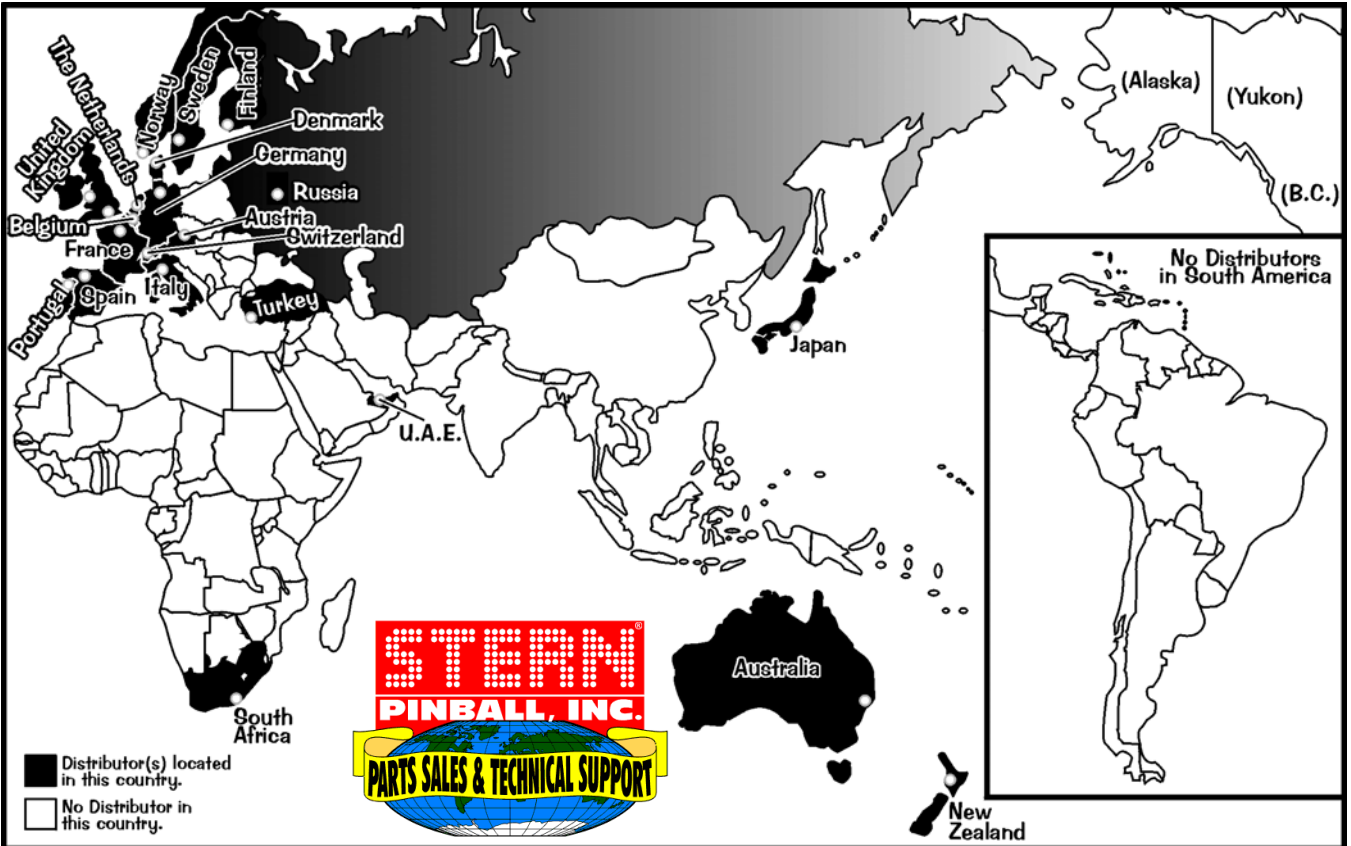 The Netherlands
Norway
Sweden
Finland
Denmark
Germany
United
Kingdom
Russia
Belgium
Austria
Switzerland
France
Portugal
Spain
Italy
Turkey
Japan
U.A.E.
(Alaska)
(Yukon)
(B.C.)
No Distributors
in South America
STERN®
PINBALL, INC.
PARTS SALES & TECHNICAL SUPPORT
Australia
South
Africa
New
Zealand
Distributor(s) located
in this country.
No Distributor in
this country.